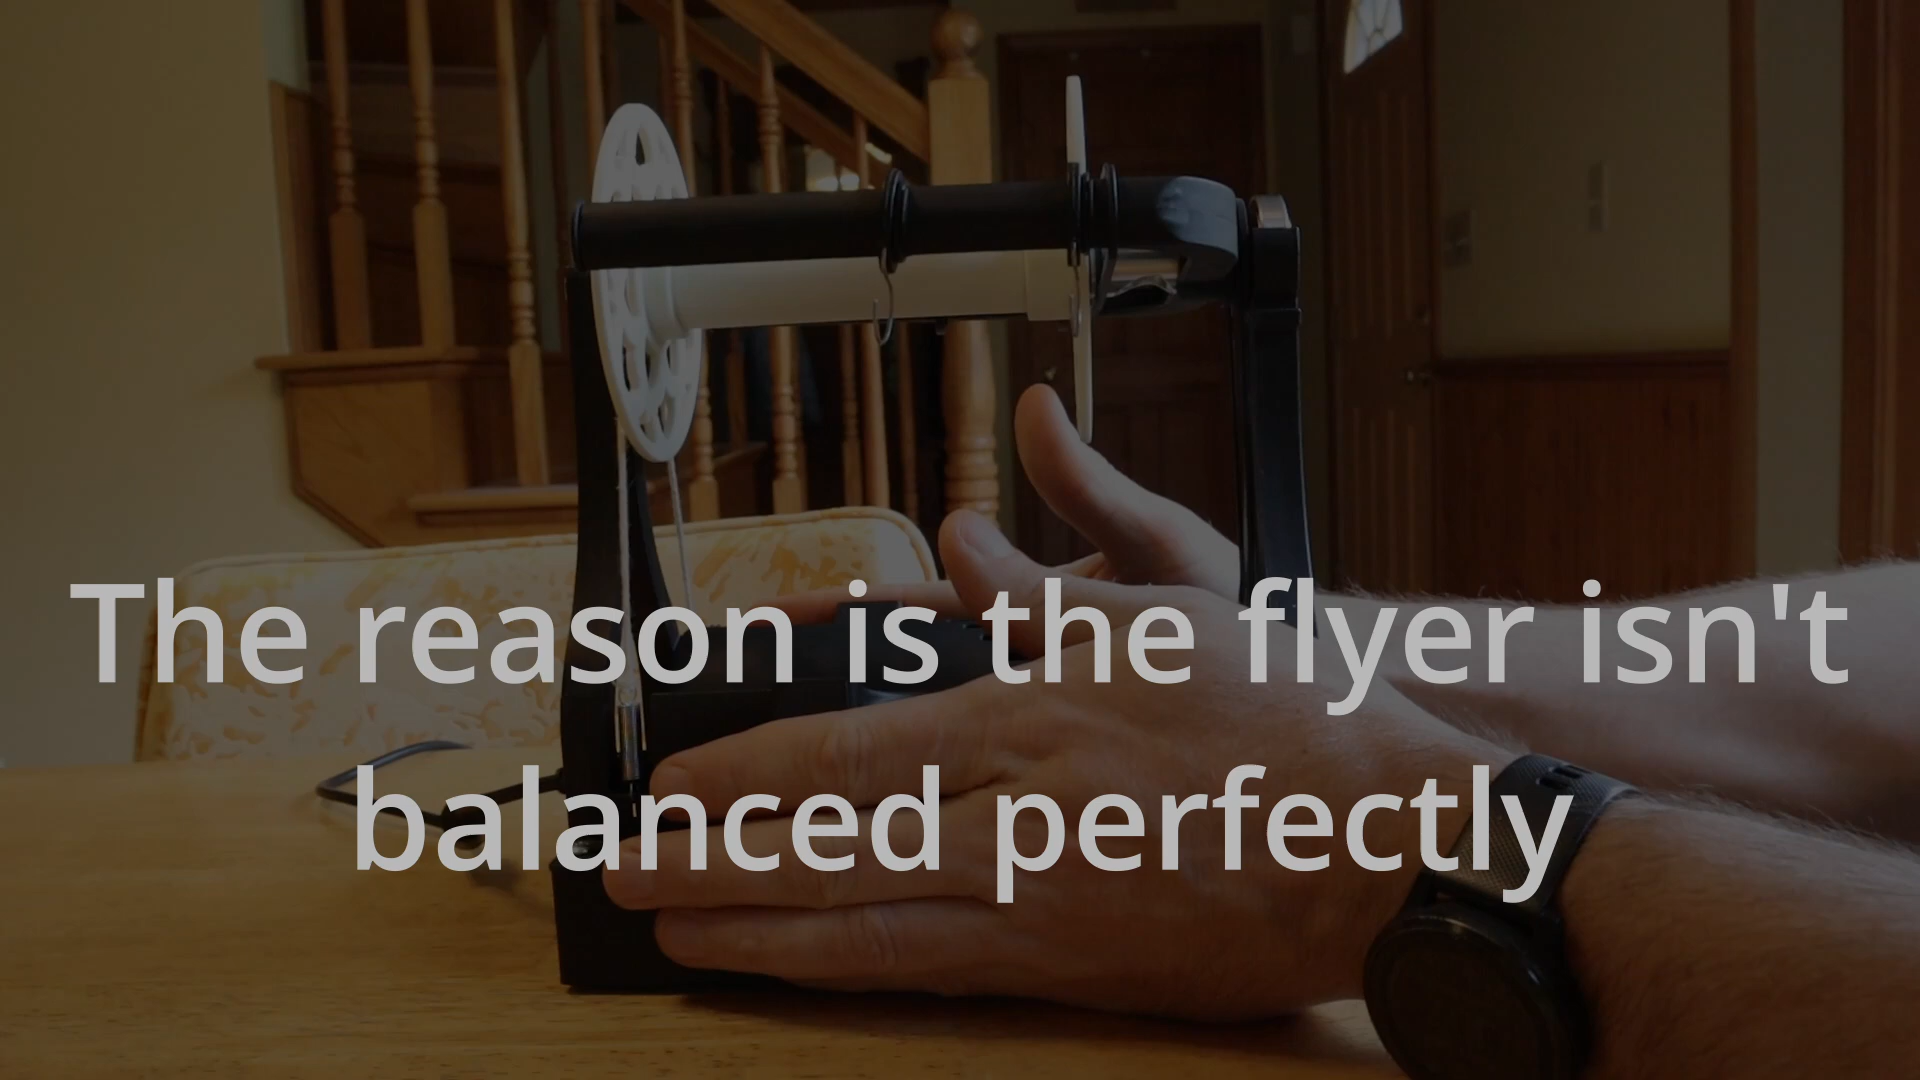 The reason is the flyer isn't
balanced perfectly